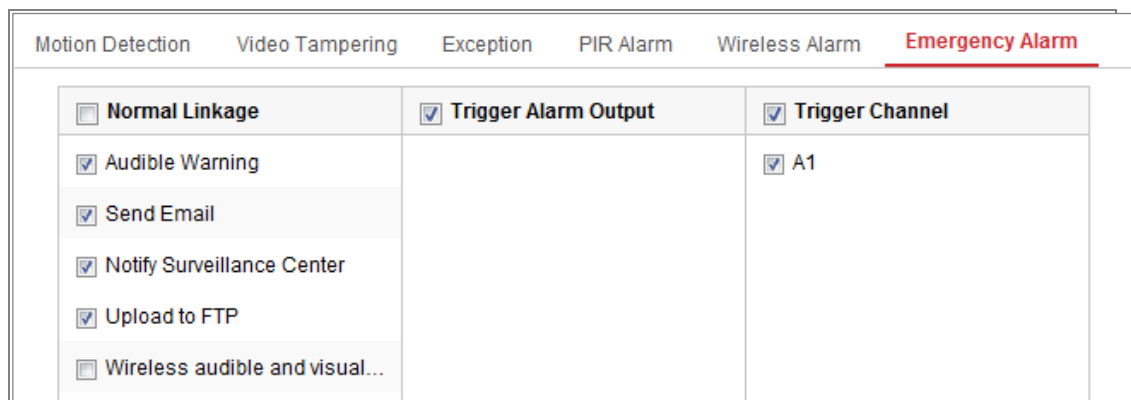 Motion Detection Video Tampering Exception PIR Alarm Wireless Alarm Emergency Alarm
Normal Linkage Trigger Alarm Output Trigger Channel
Audible Warning A1
Send Email
Notify Surveillance Center
Upload to FTP
Wireless audible and visual...